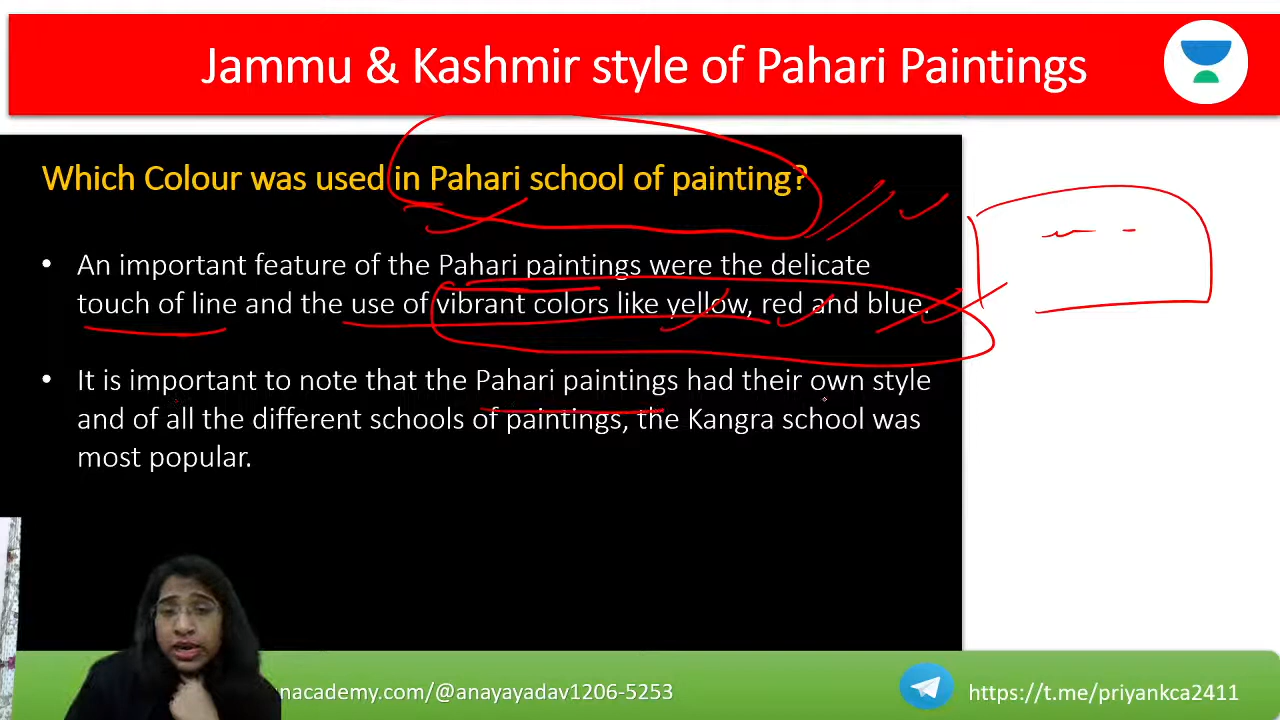 Jammu & Kashmir style of Pahari Paintings
Which Colour was used in Pahari school of painting?
• An important feature of the Pahari paintings were the delicate
touch of line and the use of vibrant colors like yellow, red and blue.
• It is important to note that the Pahari paintings had their own style
and of all the different schools of paintings, the Kangra school was
most popular.
nacademy.com/@anayayadav1206-5253
https://t.me/priyankca2411